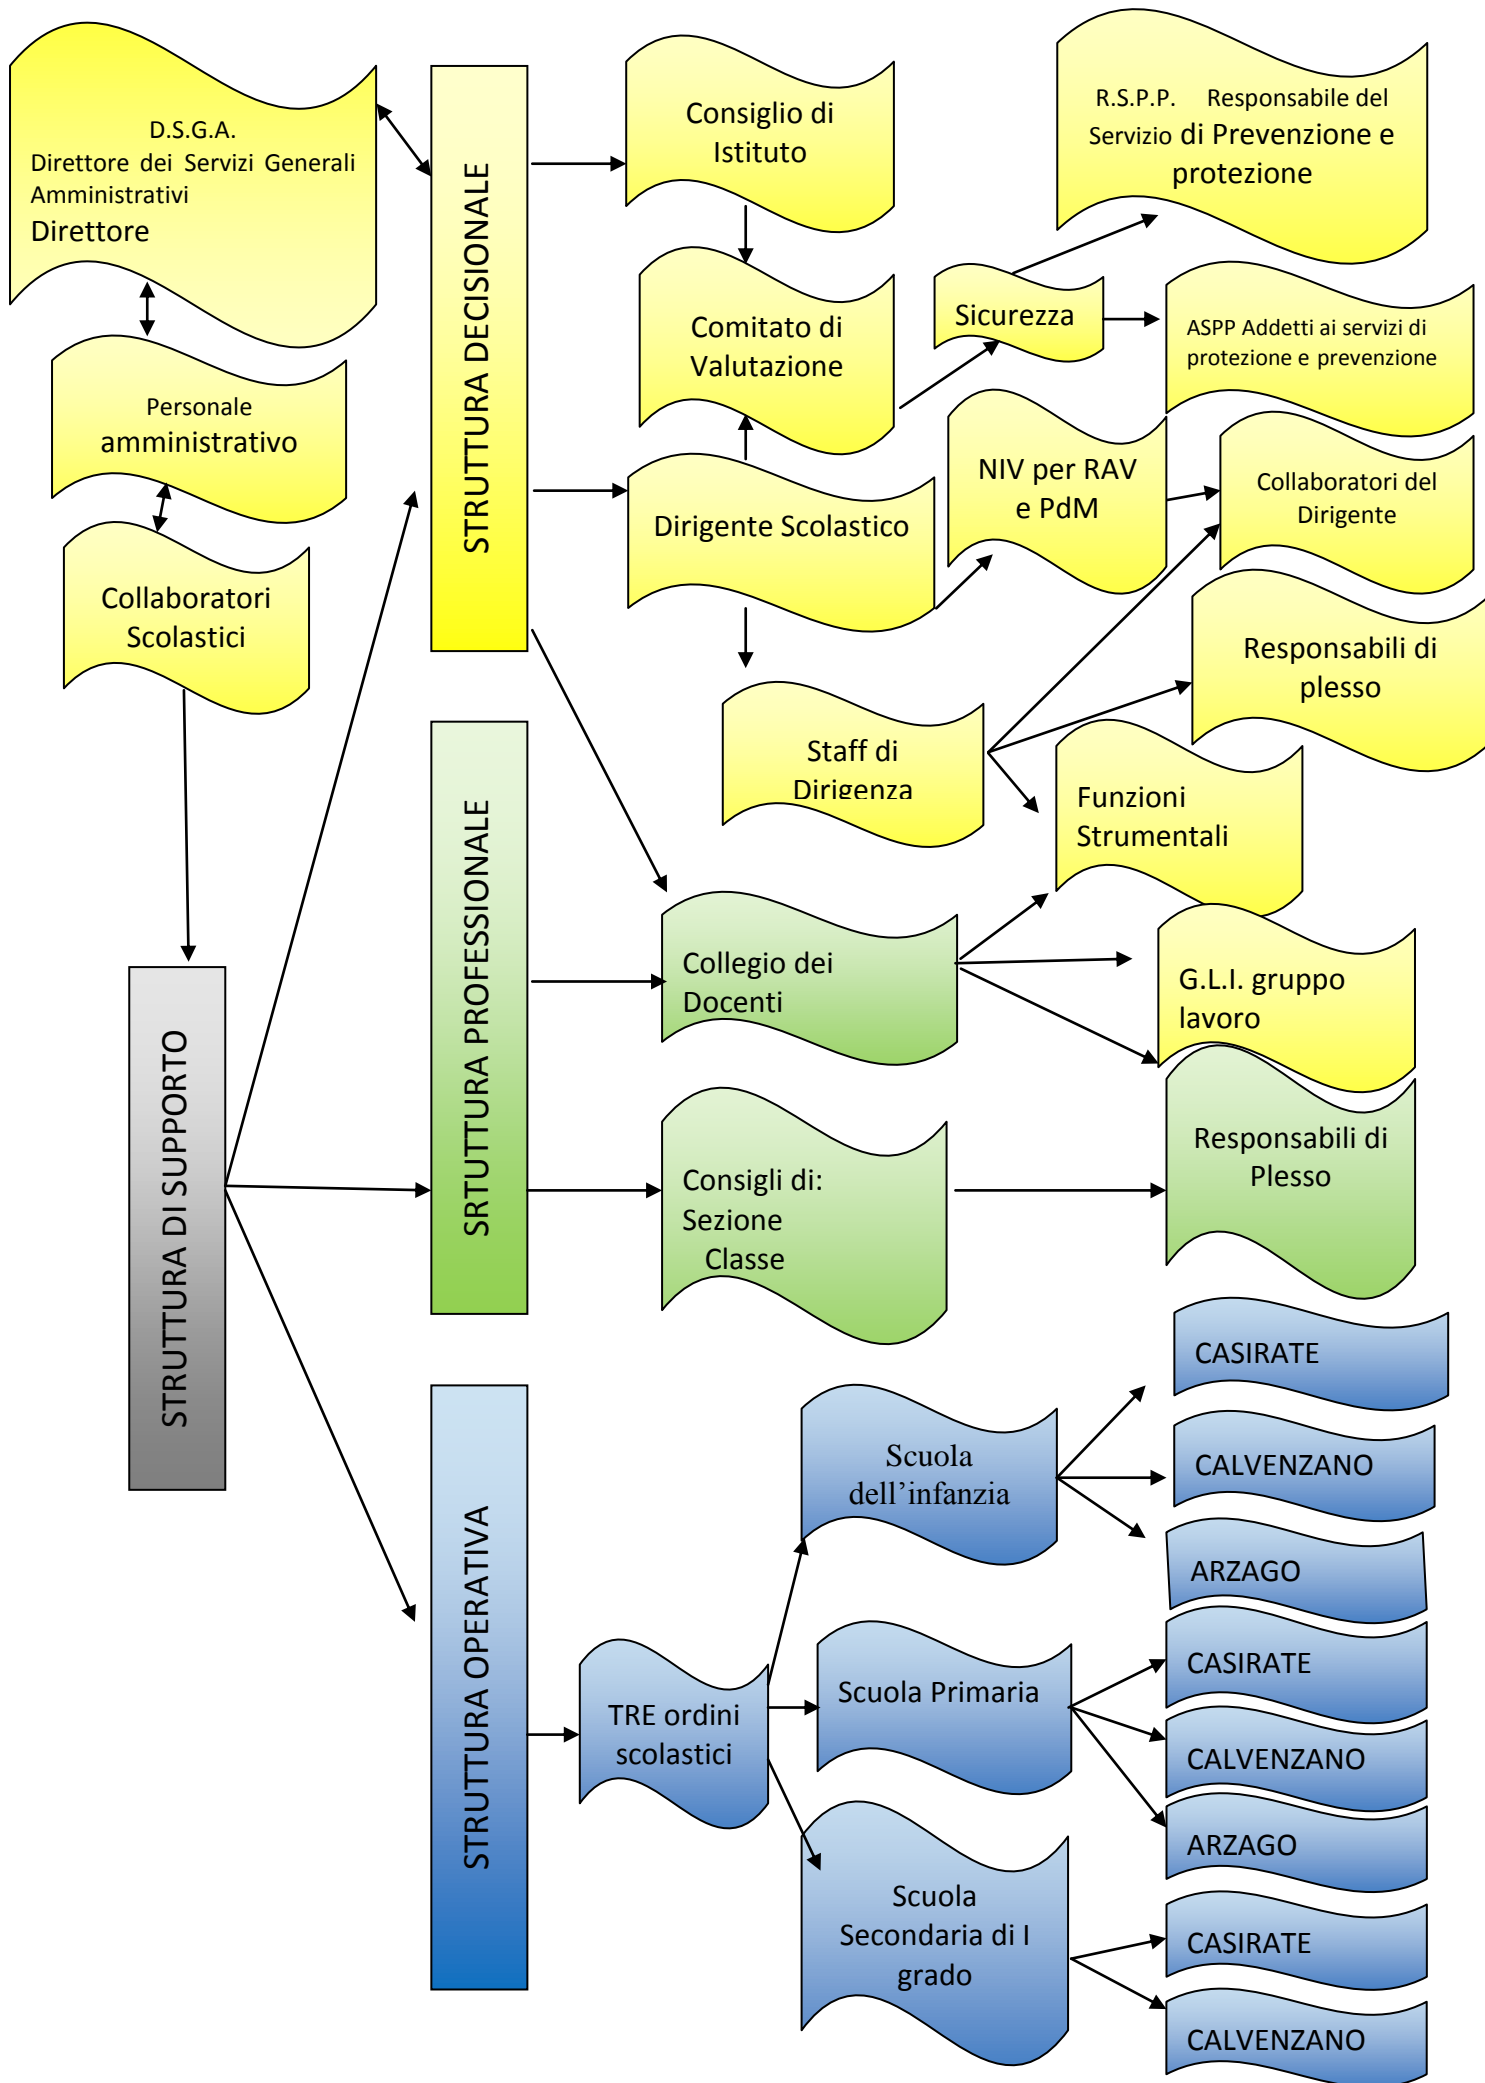 D.S.G.A.
Direttore dei Servizi Generali
Amministrativi
Direttore
Personale
amministrativo
Collaboratori
Scolastici
STRUTTURA DI SUPPORTO
STRUTTURA DECISIONALE
Consiglio di
Istituto
Comitato di
Valutazione
Dirigente Scolastico
Staff di
Dirigenza
R.S.P.P. Responsabile del
Servizio di Prevenzione e
protezione
Sicurezza
ASPP Addetti ai servizi di
protezione e prevenzione
NIV per RAV
e PdM
Collaboratori del
Dirigente
Responsabili di
plesso
Funzioni
Strumentali
SRTUTTURA PROFESSIONALE
Collegio dei
Docenti
G.L.I. gruppo
lavoro
Consigli di:
Sezione
Classe
Responsabili di
Plesso
STRUTTURA OPERATIVA
TRE ordini
scolastici
Scuola
dell’infanzia
CASIRATE
CALVENZANO
ARZAGO
Scuola Primaria
CASIRATE
CALVENZANO
ARZAGO
Scuola
Secondaria di I
grado
CASIRATE
CALVENZANO